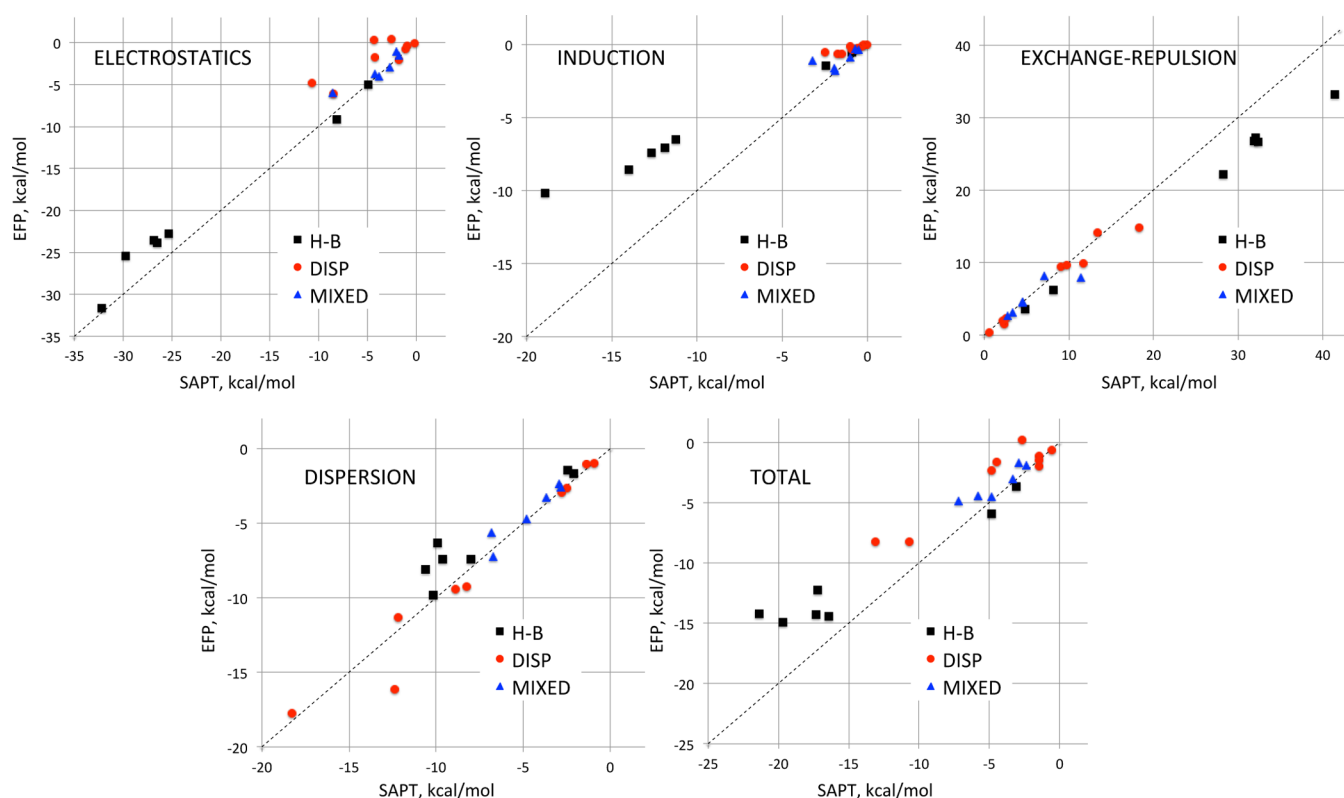 ELECTROSTATICS
0
-5
-10
-15
-20
-25
-30
-35
-35 -30 -25 -20 -15 -10 -5 0
EFP, kcal/mol
SAPT, kcal/mol
H-B
DISP
MIXED
INDUCTION
0
-5
-10
-15
-20
-20 -15 -10 -5 0
EFP, kcal/mol
SAPT, kcal/mol
H-B
DISP
MIXED
EXCHANGE-REPULSION
40
30
20
10
0
0 10 20 30 40
EFP, kcal/mol
SAPT, kcal/mol
H-B
DISP
MIXED
DISPERSION
0
-5
-10
-15
-20
-20 -15 -10 -5 0
EFP, kcal/mol
SAPT, kcal/mol
H-B
DISP
MIXED
TOTAL
0
-5
-10
-15
-20
-25
-25 -20 -15 -10 -5 0
EFP, kcal/mol
SAPT, kcal/mol
H-B
DISP
MIXED